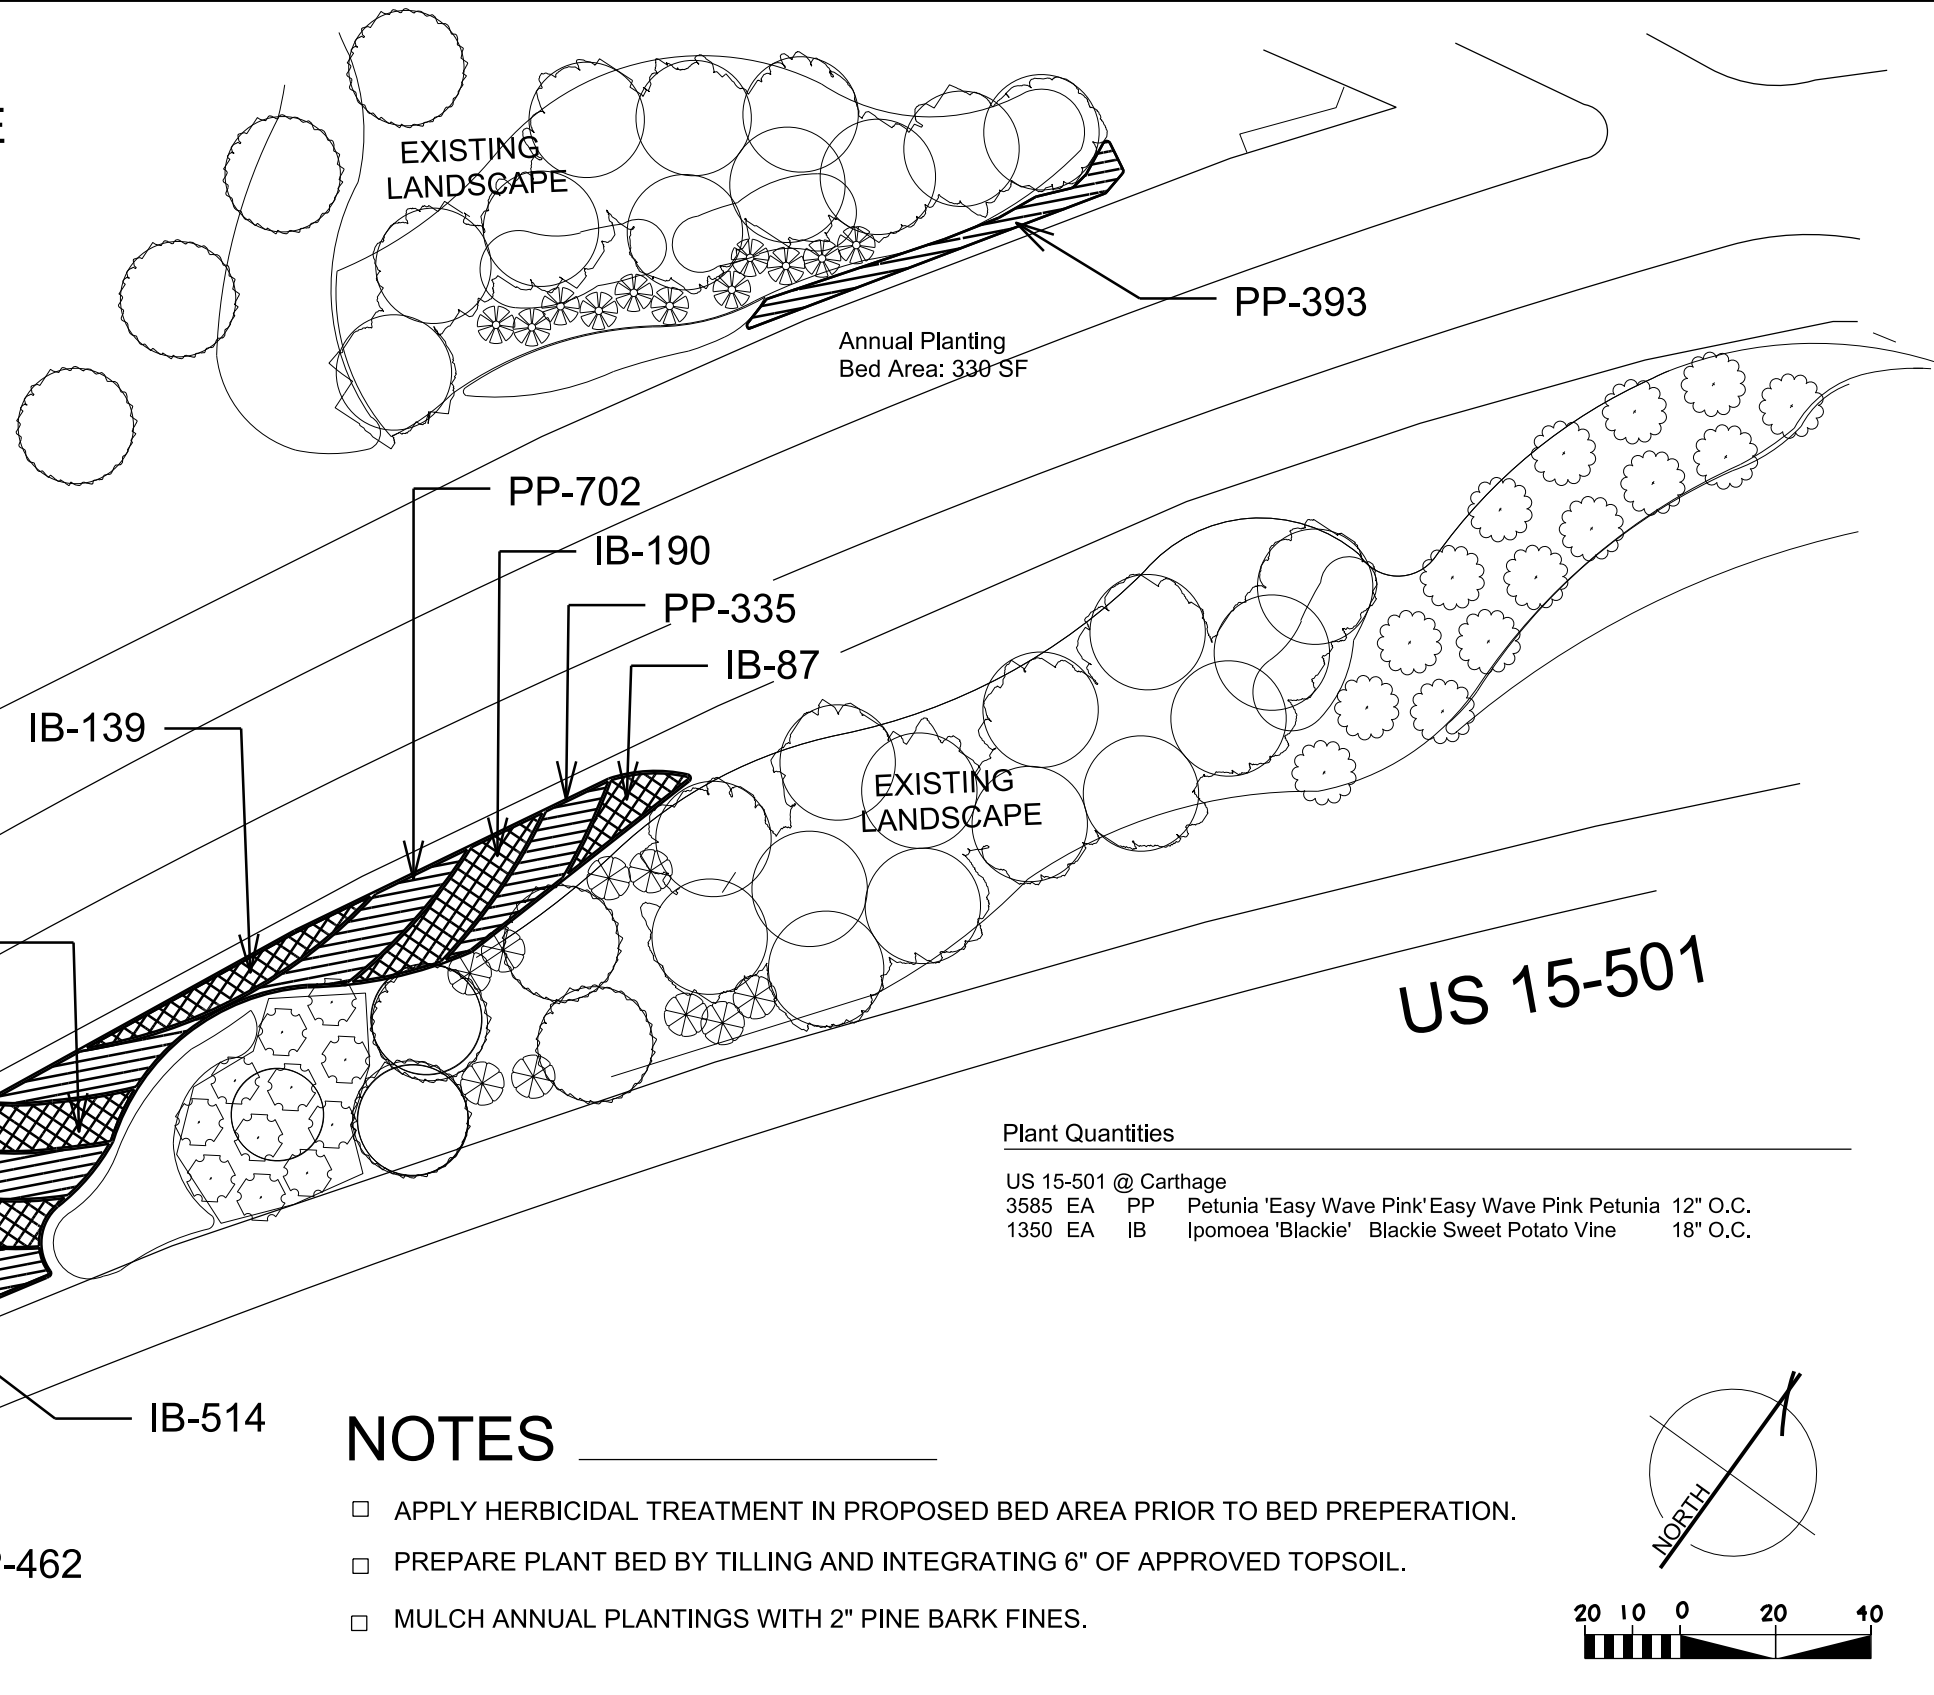 E
EXISTING
LANDSCAPE
PP-393
Annual Planting
Bed Area: 330 SF
PP-702
IB-190
PP-335
IB-87
IB-139
EXISTING
LANDSCAPE
US 15-501
Plant Quantities
US 15-501 @ Carthage
3585 EA PP Petunia 'Easy Wave Pink' Easy Wave Pink Petunia 12" O.C.
1350 EA IB Ipomoea 'Blackie' Blackie Sweet Potato Vine 18" O.C.
IB-514
NOTES
APPLY HERBICIDAL TREATMENT IN PROPOSED BED AREA PRIOR TO BED PREPERATION.
-462
PREPARE PLANT BED BY TILLING AND INTEGRATING 6" OF APPROVED TOPSOIL.
MULCH ANNUAL PLANTINGS WITH 2" PINE BARK FINES.
NORTH
20 10 0 20 40